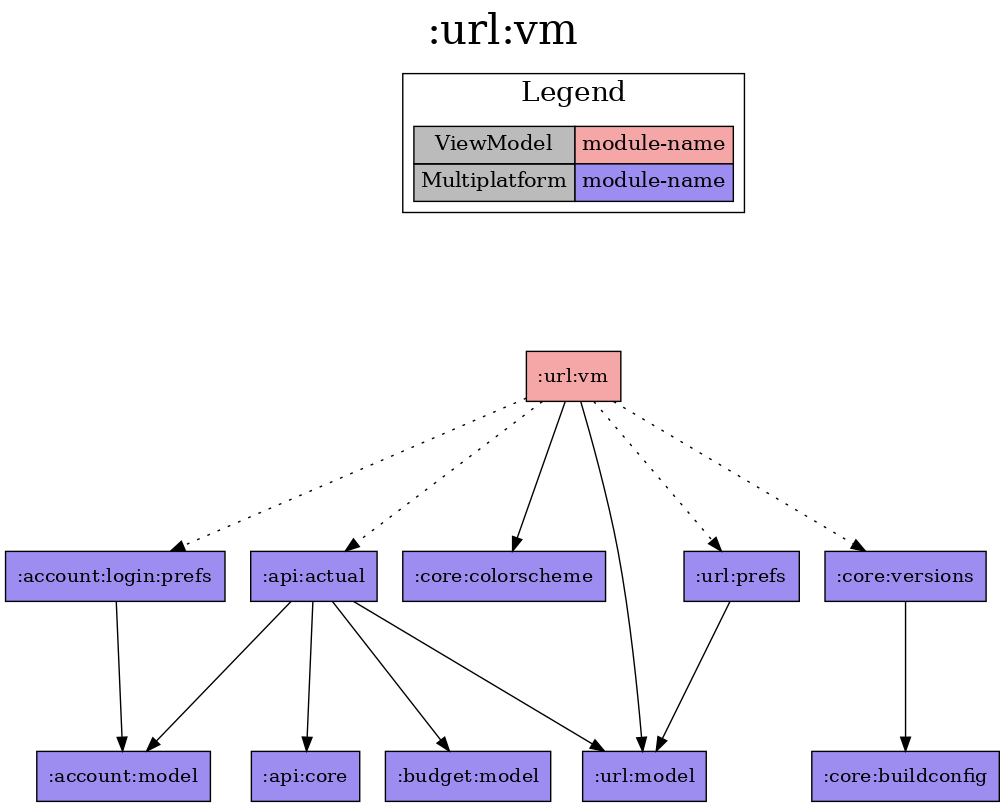 :url:vm
Legend
ViewModel module-name
Multiplatform module-name
:url:vm
:account:login:prefs :api:actual :core:colorscheme :url:prefs :core:versions
:account:model :api:core :budget:model :url:model :core:buildconfig